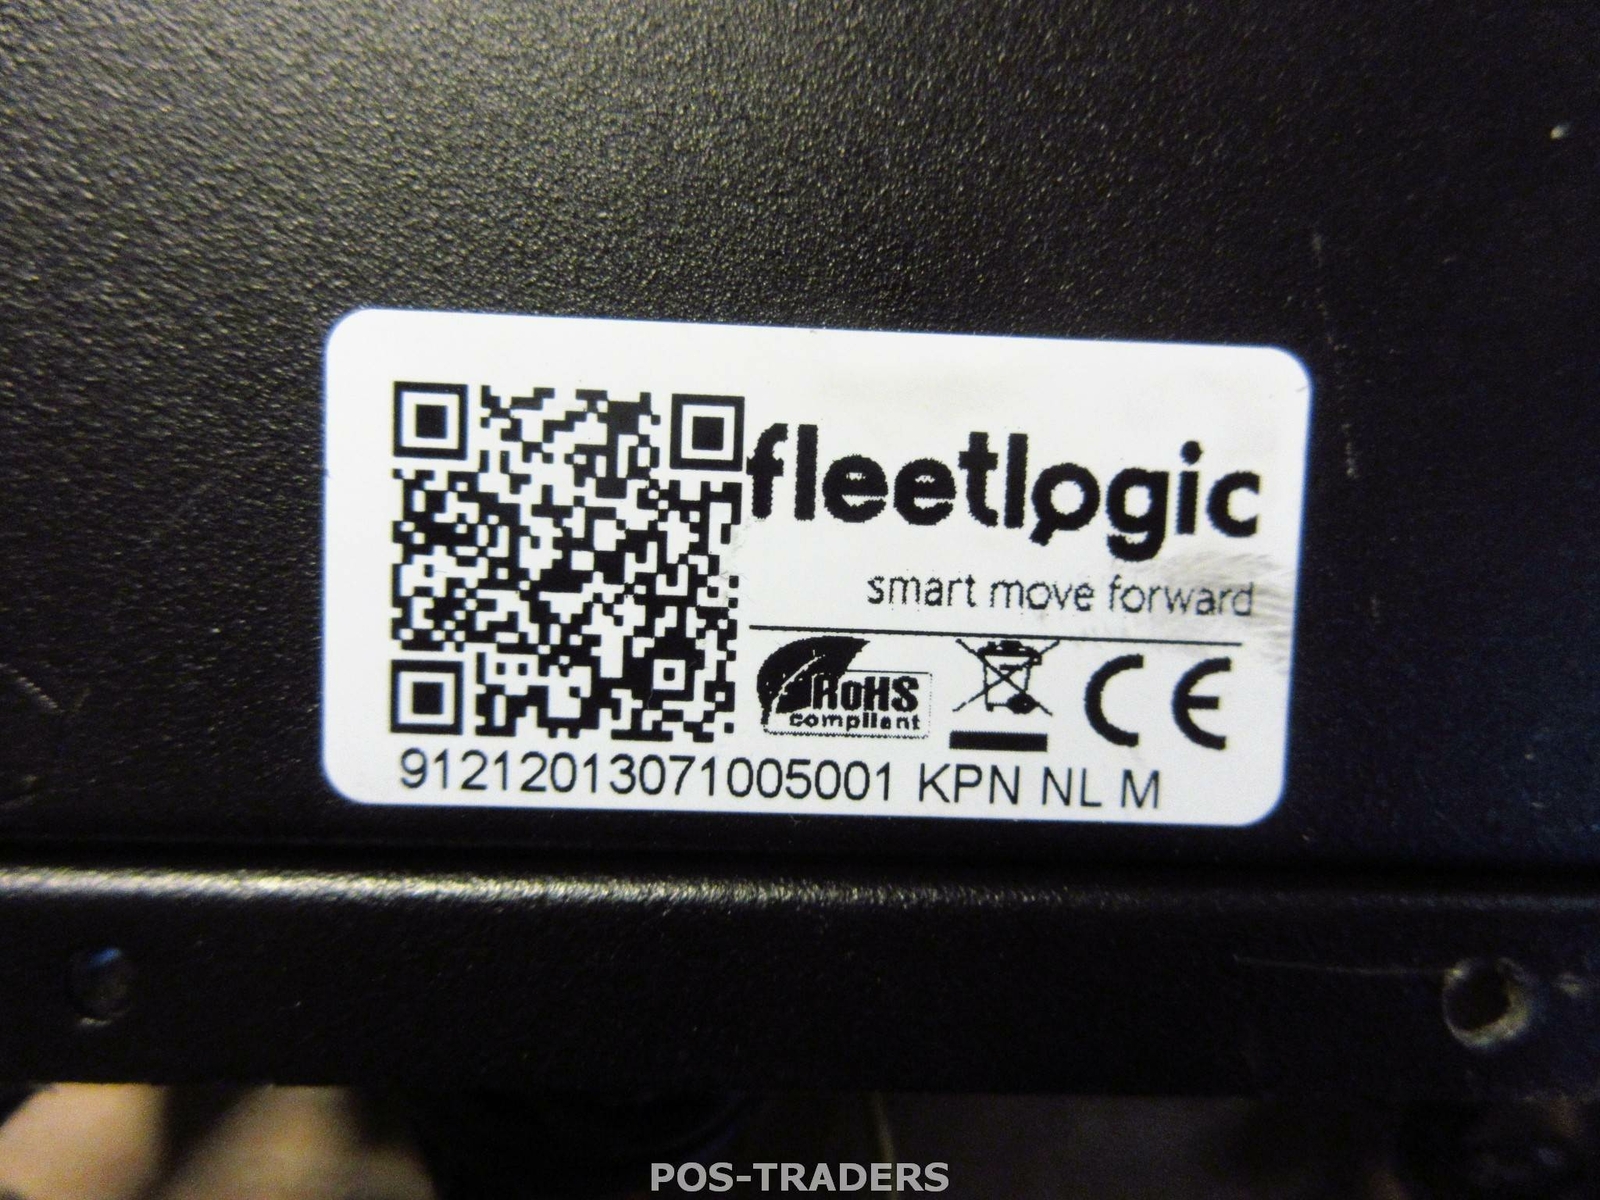 fleetlogic
smart move forward
RoHS
compliant
CE
91212013071005001 KPN NL M
POS-TRADERS